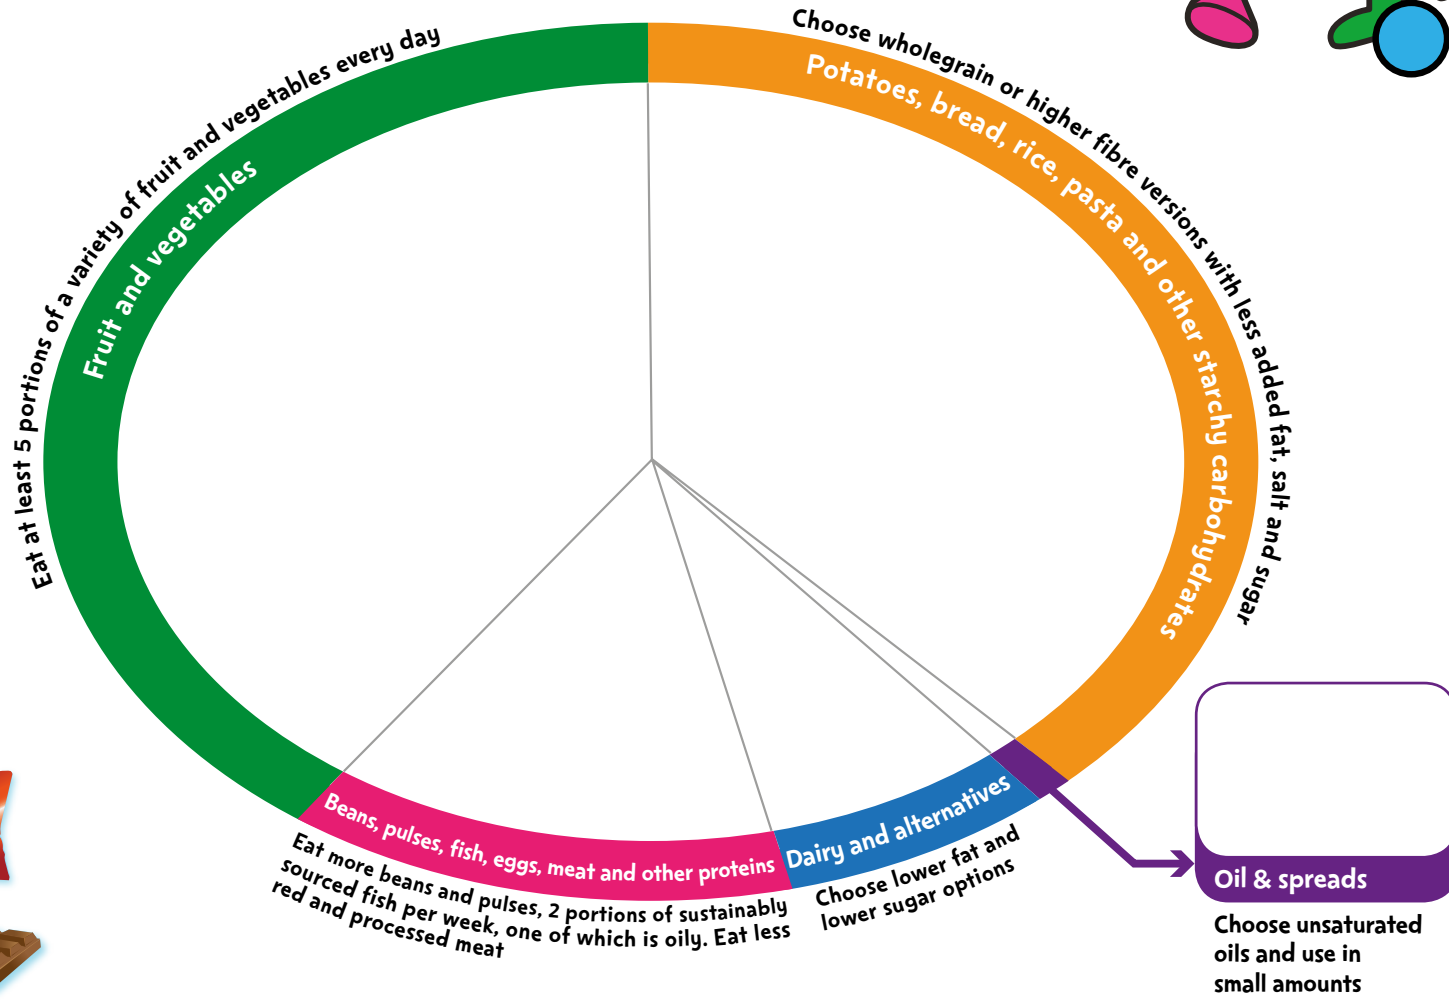 Eat at least 5 portions of a variety of fruit and vegetables every day
Fruit and vegetables
Choose wholegrain or higher fibre versions with less added fat, salt and sugar
Potatoes, bread, rice, pasta and other starchy carbohydrates
Beans, pulses, fish, eggs, meat and other proteins
Eat more beans and pulses, 2 portions of sustainably
sourced fish per week, one of which is oily. Eat less
red and processed meat
Dairy and alternatives
Choose lower fat and
lower sugar options
Oil & spreads
Choose unsaturated
oils and use in
small amounts